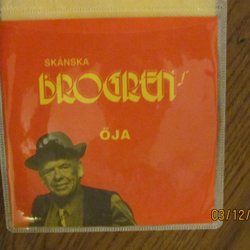 SKÅNSKA
BROGREN!
ÖJA
03/12/